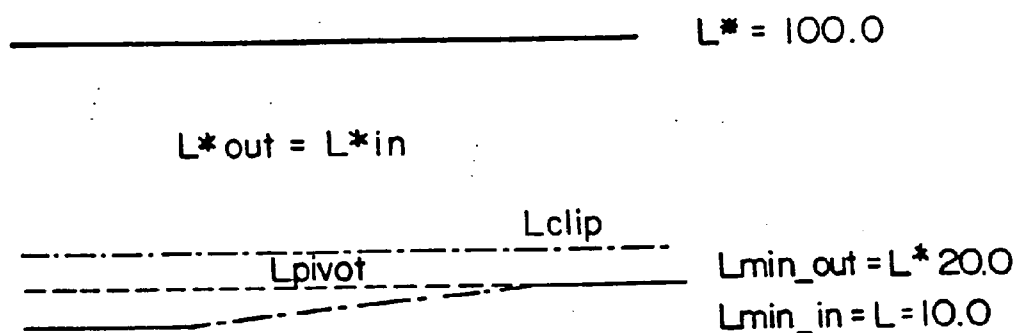 L* = 100.0
L*out = L*in
Lclip
Lpivot
Lmin_out = L* 20.0
Lmin_in = L = 10.0